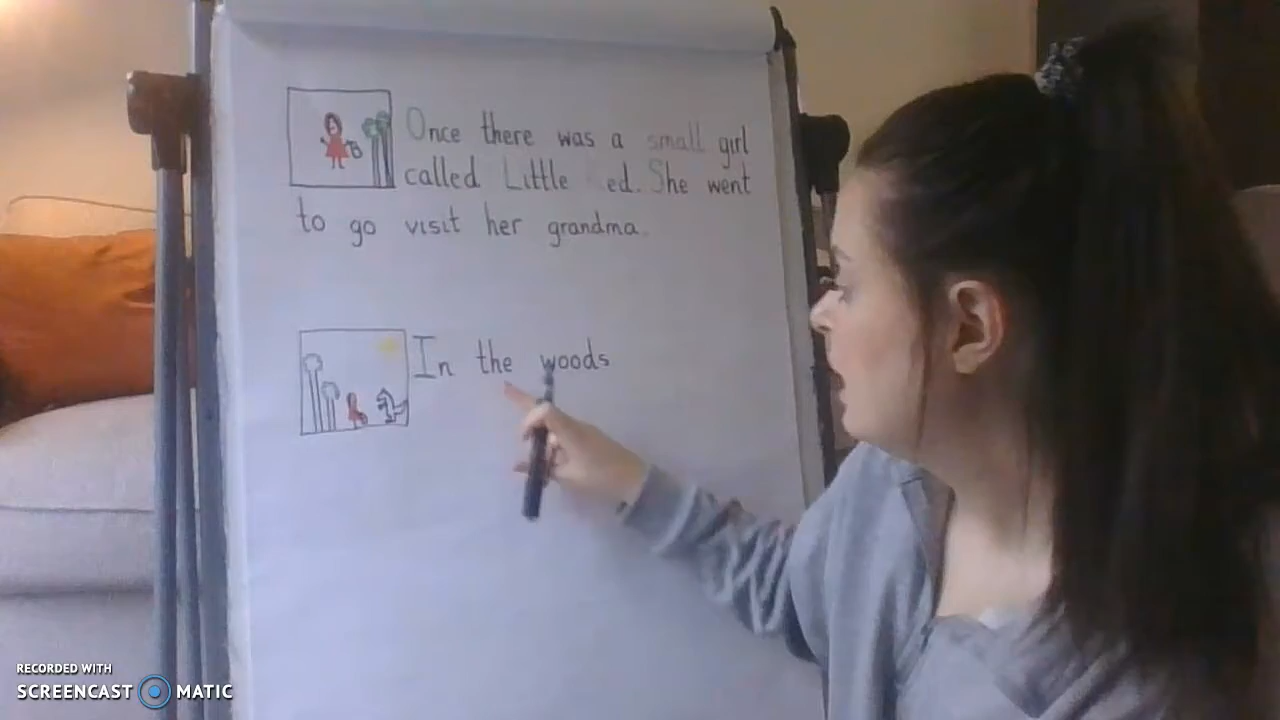 Once there was a small girl
called Little Red. She went
to go visit her grandma.
In the woods
RECORDED WITH
SCREENCAST MATIC